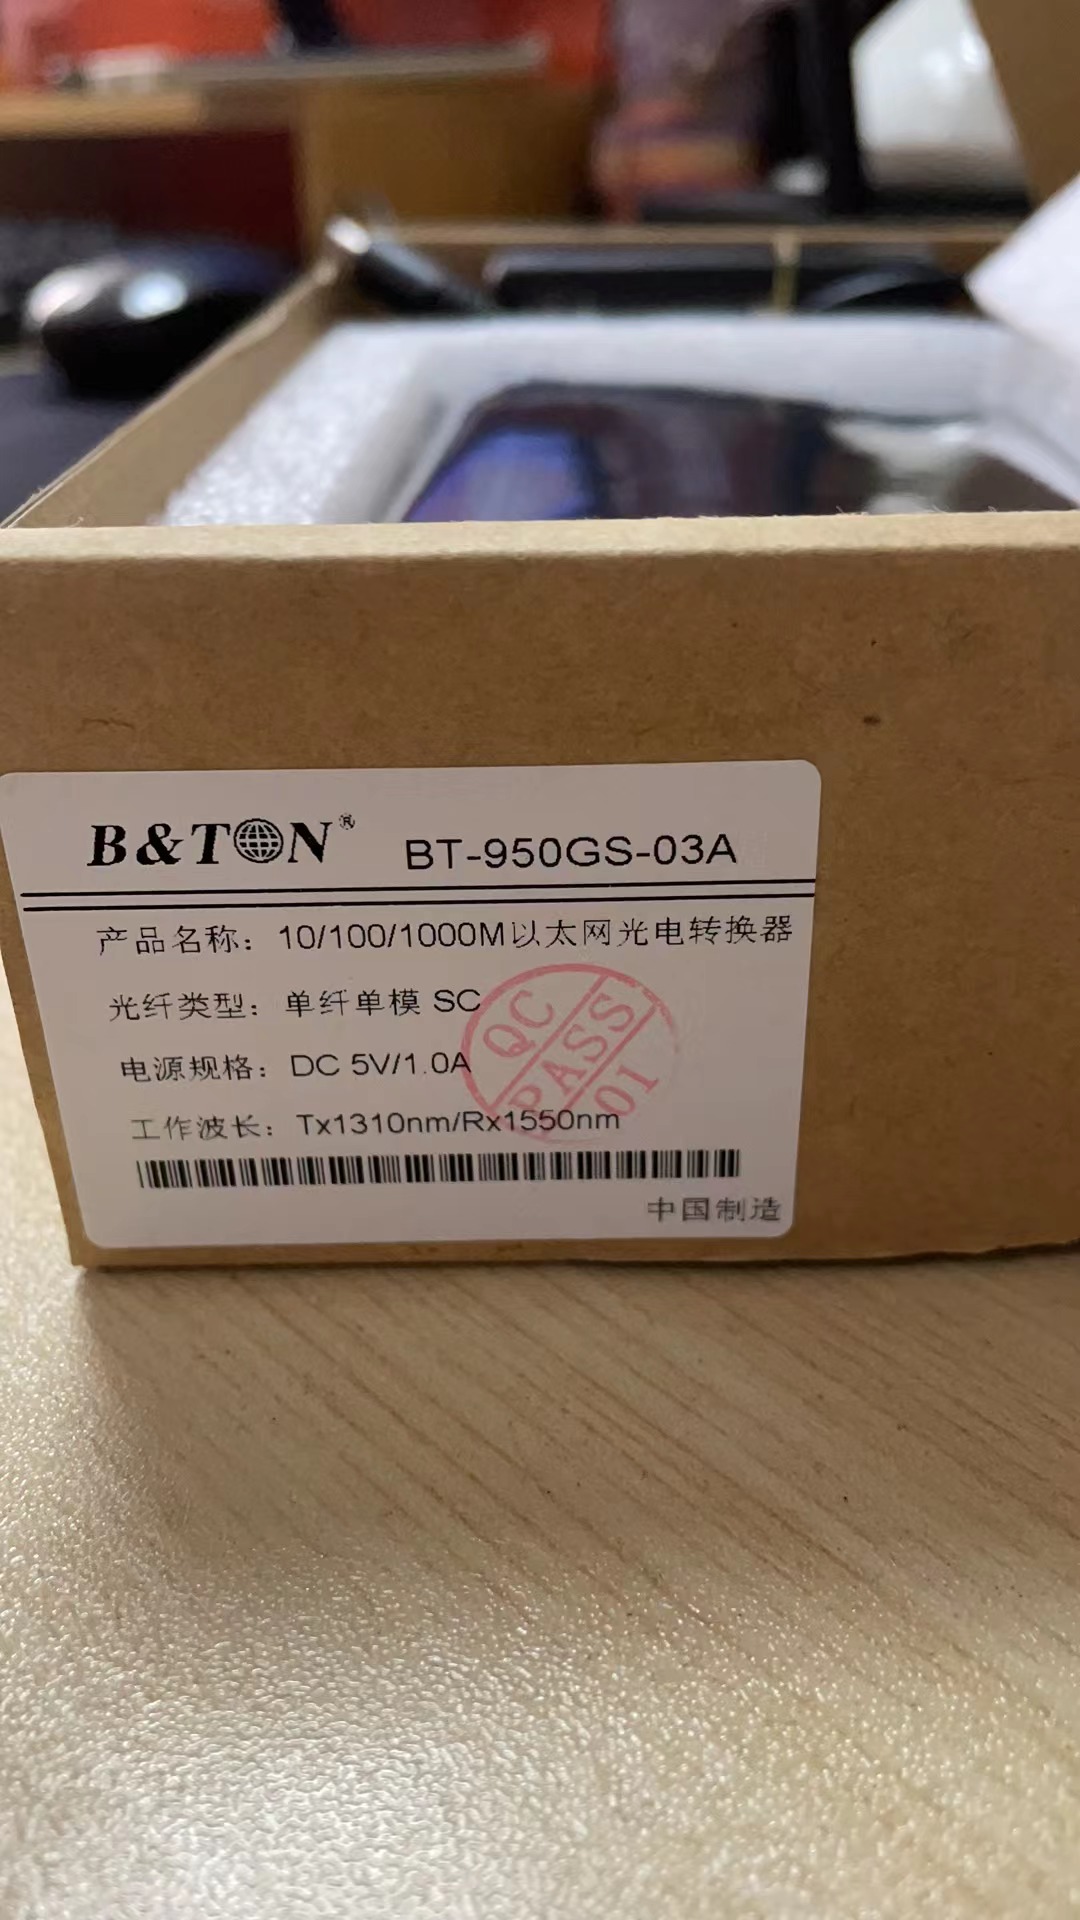 B&TON® BT-950GS-03A
产品名称：10/100/1000M以太网光电转换器
光纤类型：单纤单模 SC
电源规格：DC 5V/1.0A
工作波长：Tx1310nm/Rx1550nm
QC
PASS
01
中国制造